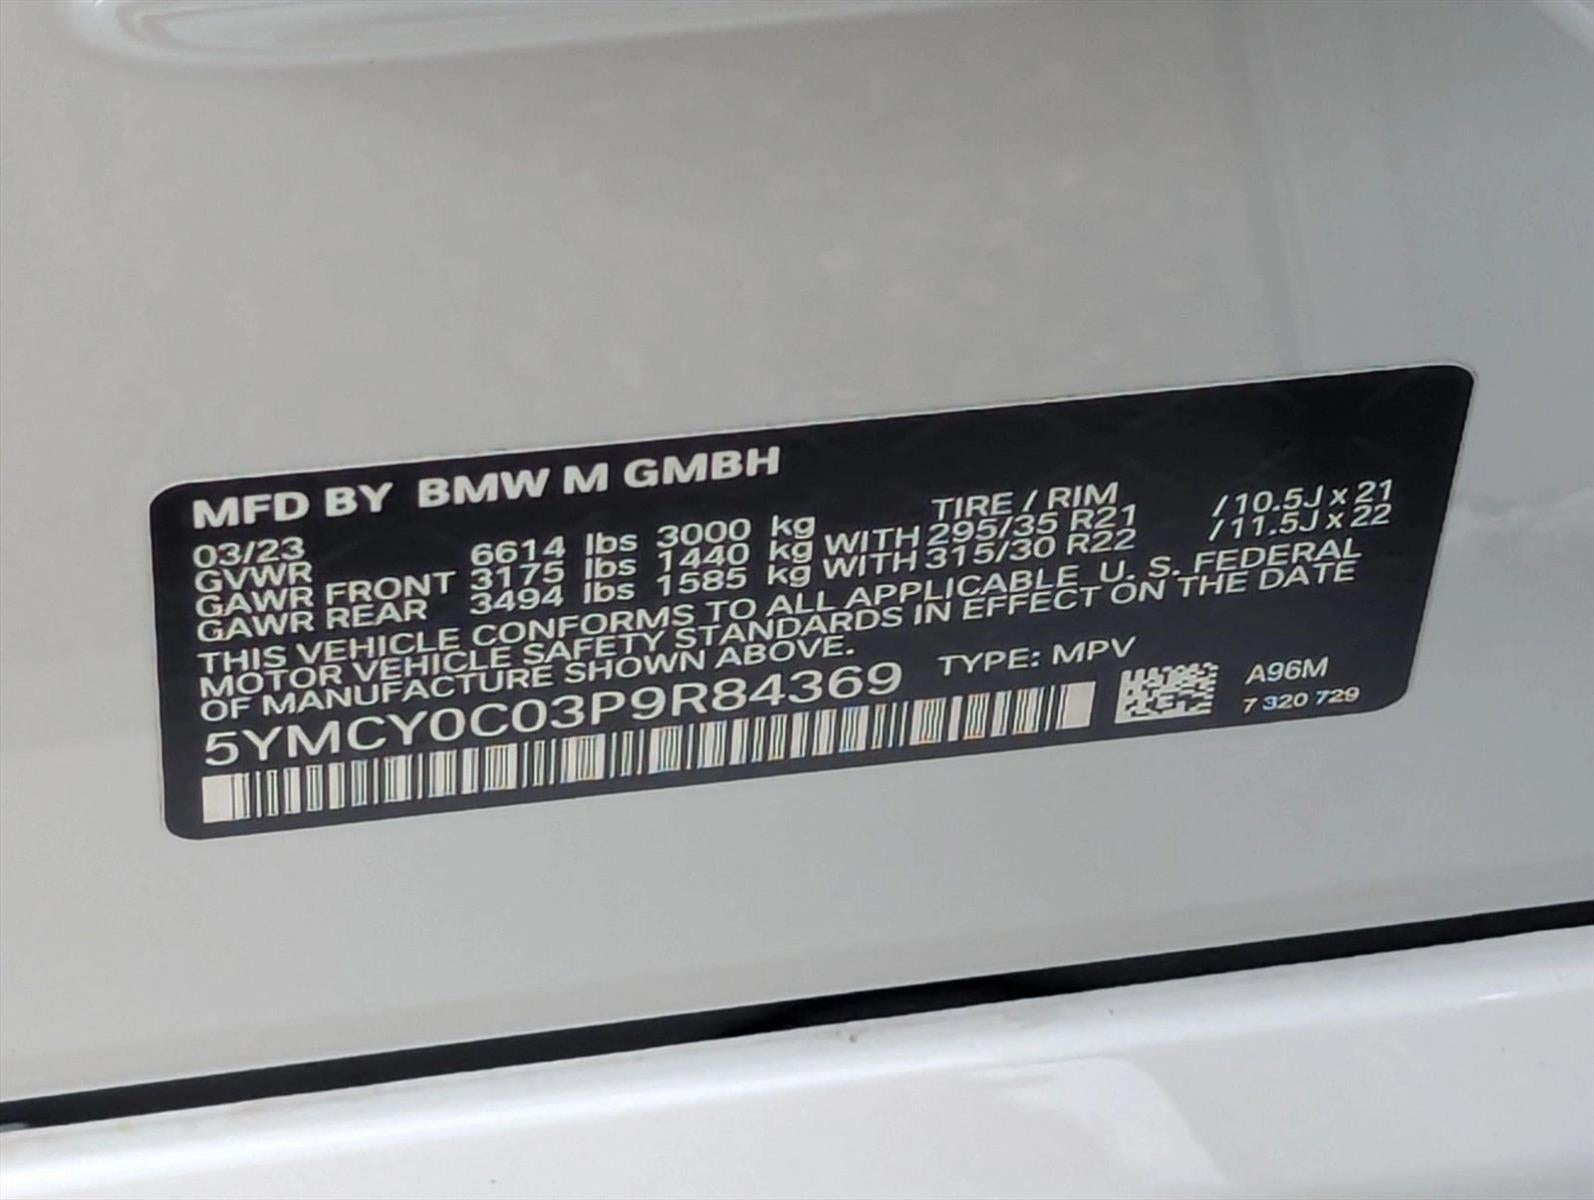 MFD BY BMW M GMBH
03/23 TIRE / RIM
GVWR 6614 lbs 3000 kg
GAWR FRONT 3175 lbs 1440 kg WITH 295/35 R21 /10.5J x 21
GAWR REAR 3494 lbs 1585 kg WITH 315/30 R22 /11.5J x 22
THIS VEHICLE CONFORMS TO ALL APPLICABLE U. S. FEDERAL
MOTOR VEHICLE SAFETY STANDARDS IN EFFECT ON THE DATE
OF MANUFACTURE SHOWN ABOVE.
5YMCY0C03P9R84369 TYPE: MPV
A96M
7 320 729